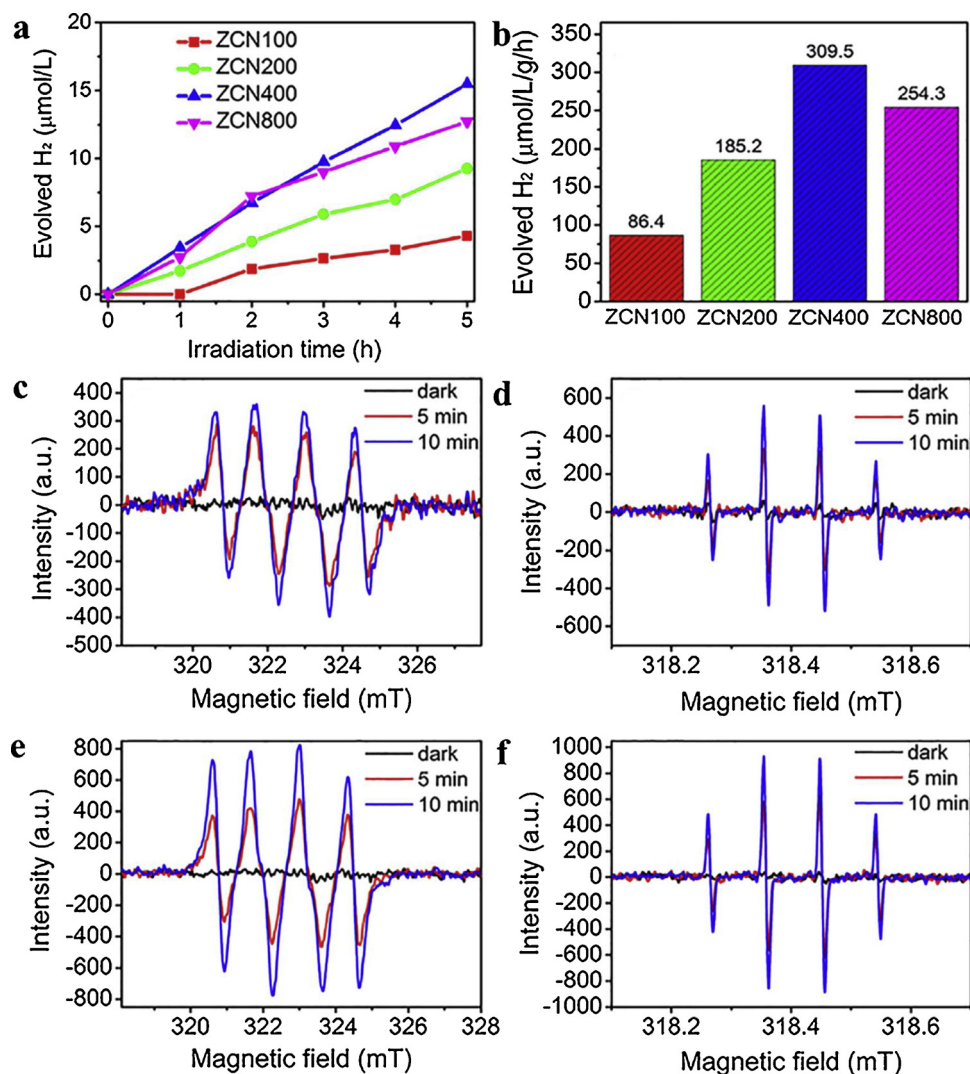 a
20
15
10
5
0
Evolved H₂ (μmol/L)
ZCN100
ZCN200
ZCN400
ZCN800
0 1 2 3 4 5
Irradiation time (h)
b
350
300
250
200
150
100
50
0
Evolved H₂ (μmol/L/g/h)
86.4
185.2
309.5
254.3
ZCN100 ZCN200 ZCN400 ZCN800
c
400
300
200
100
0
-100
-200
-300
-400
-500
Intensity (a.u.)
dark
5 min
10 min
320 322 324 326
Magnetic field (mT)
d
600
400
200
0
-200
-400
-600
Intensity (a.u.)
dark
5 min
10 min
318.2 318.4 318.6
Magnetic field (mT)
e
800
600
400
200
0
-200
-400
-600
-800
Intensity (a.u.)
dark
5 min
10 min
320 322 324 326 328
Magnetic field (mT)
f
1000
800
600
400
200
0
-200
-400
-600
-800
-1000
Intensity (a.u.)
dark
5 min
10 min
318.2 318.4 318.6
Magnetic field (mT)